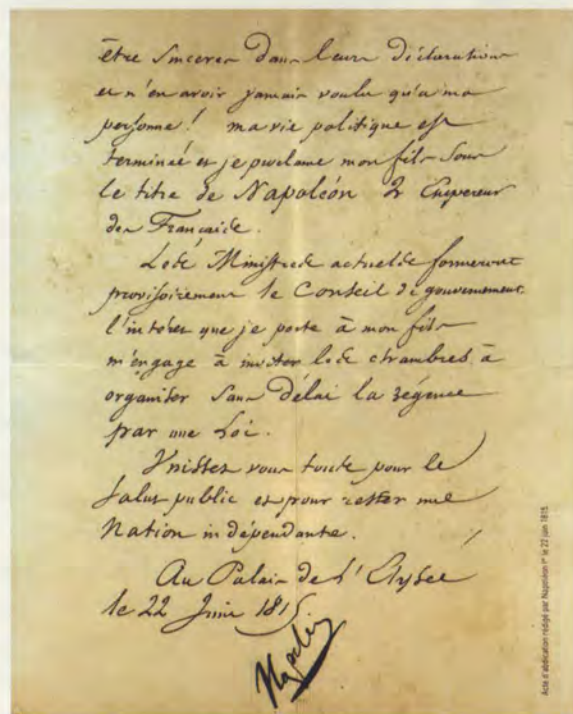 être sincères dans leurs déclarations
et n'en avoir jamais voulu qu'à ma
personne! ma vie politique est
terminée et je proclame mon fils sous
le titre de Napoléon 2 Empereur
des Français.
Les Ministres actuels formeront
provisoirement le Conseil de gouvernement
l'intérêt que je porte à mon fils
m'engage à inviter les chambres à
organiser sans délai la régence
par une Loi.
Unissez vous tous pour le
salut public et pour rester une
Nation indépendante.
Au Palais de l'Elysée
le 22 Juin 1815.
Acte d'abdication rédigé par Napoléon Iᵉʳ le 22 juin 1815.